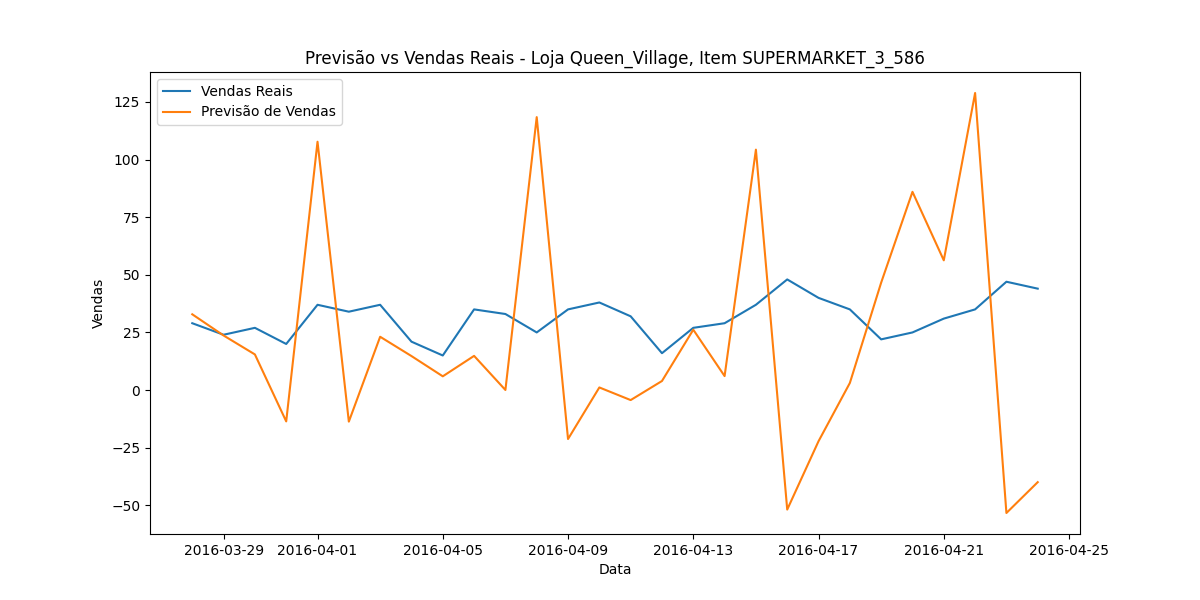 Previsão vs Vendas Reais - Loja Queen_Village, Item SUPERMARKET_3_586
Vendas Reais
Previsão de Vendas
125
100
75
50
25
0
−25
−50
Vendas
2016-03-29 2016-04-01 2016-04-05 2016-04-09 2016-04-13 2016-04-17 2016-04-21 2016-04-25
Data